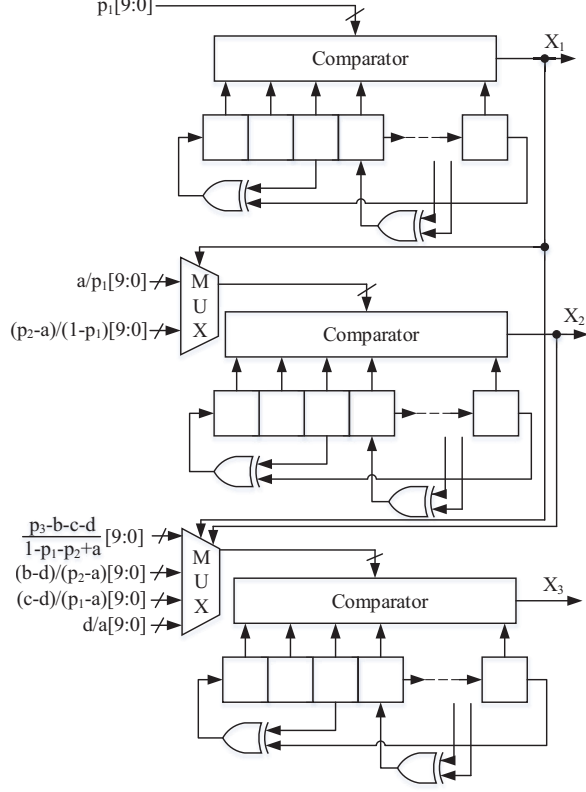 p1[9:0]
Comparator
X1
a/p1[9:0]
(p2-a)/(1-p1)[9:0]
M
U
X
Comparator
X2
p3-b-c-d
1-p1-p2+a
[9:0]
(b-d)/(p2-a)[9:0]
(c-d)/(p1-a)[9:0]
d/a[9:0]
M
U
X
Comparator
X3